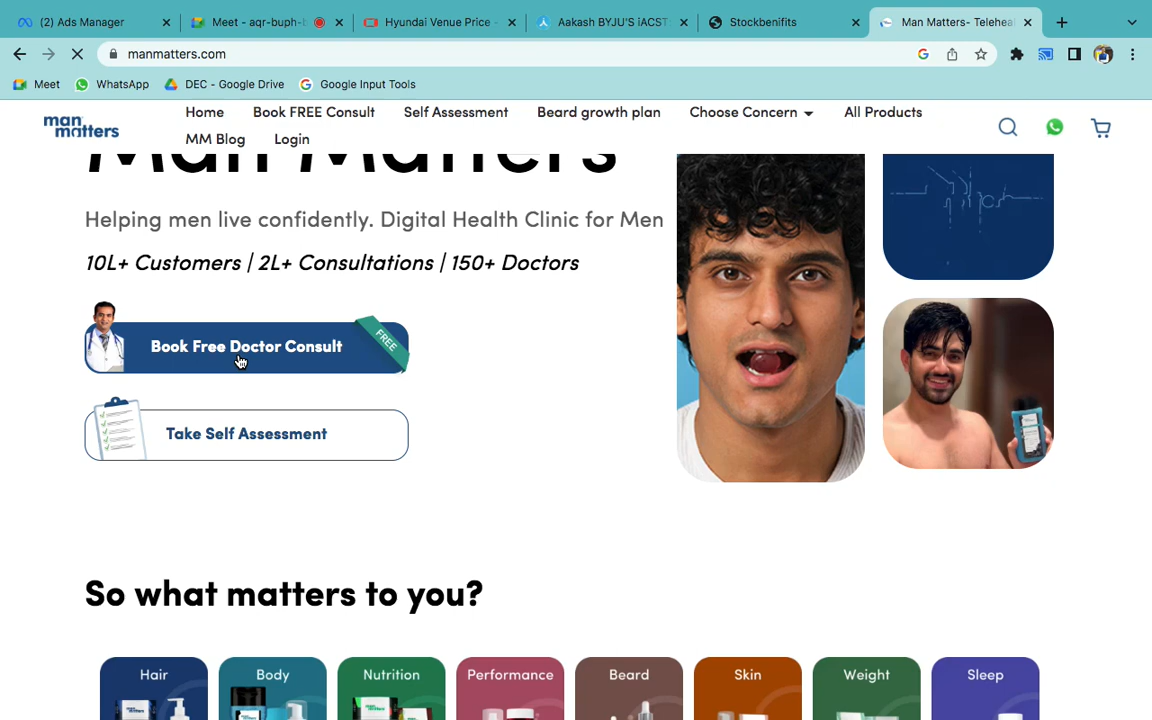 (2) Ads Manager
Meet - aqr-buph-b
Hyundai Venue Price -
Aakash BYJU'S iACST
Stockbenifits
Man Matters- Teleheal
manmatters.com
Meet
WhatsApp
DEC - Google Drive
Google Input Tools
man matters
Home
Book FREE Consult
Self Assessment
Beard growth plan
Choose Concern
All Products
MM Blog
Login
Man Matters
Helping men live confidently. Digital Health Clinic for Men
10L+ Customers | 2L+ Consultations | 150+ Doctors
Book Free Doctor Consult
FREE
Take Self Assessment
So what matters to you?
Hair
Body
Nutrition
Performance
Beard
Skin
Weight
Sleep